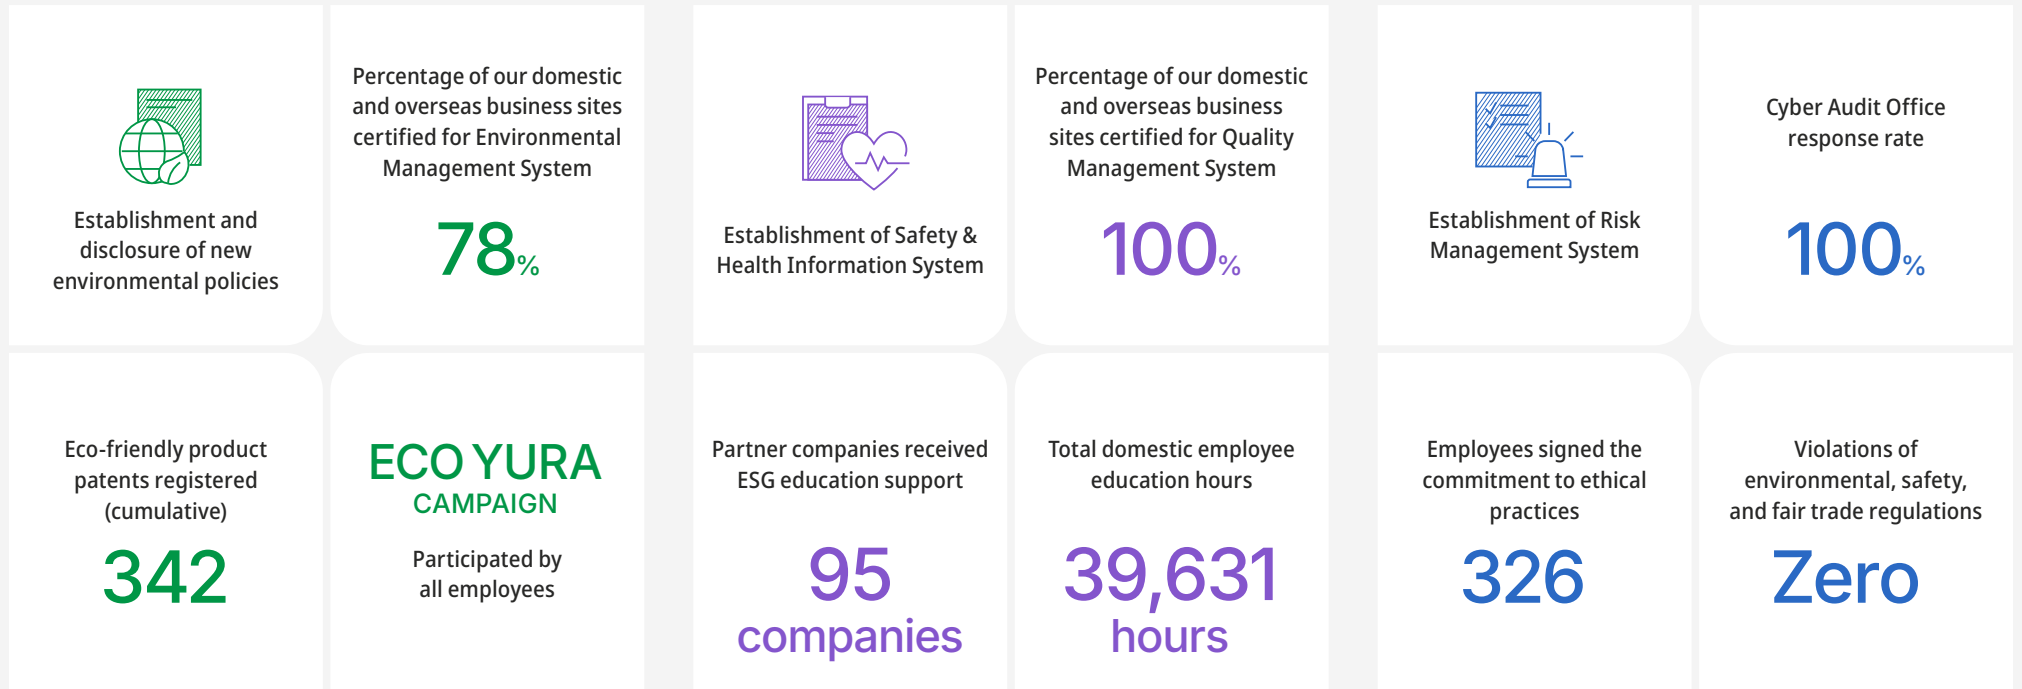 Establishment and
disclosure of new
environmental policies
Percentage of our domestic
and overseas business sites
certified for Environmental
Management System
78%
Eco-friendly product
patents registered
(cumulative)
342
ECO YURA
CAMPAIGN
Participated by
all employees
Establishment of Safety &
Health Information System
Percentage of our domestic
and overseas business
sites certified for Quality
Management System
100%
Partner companies received
ESG education support
95
companies
Total domestic employee
education hours
39,631
hours
Establishment of Risk
Management System
Cyber Audit Office
response rate
100%
Employees signed the
commitment to ethical
practices
326
Violations of
environmental, safety,
and fair trade regulations
Zero